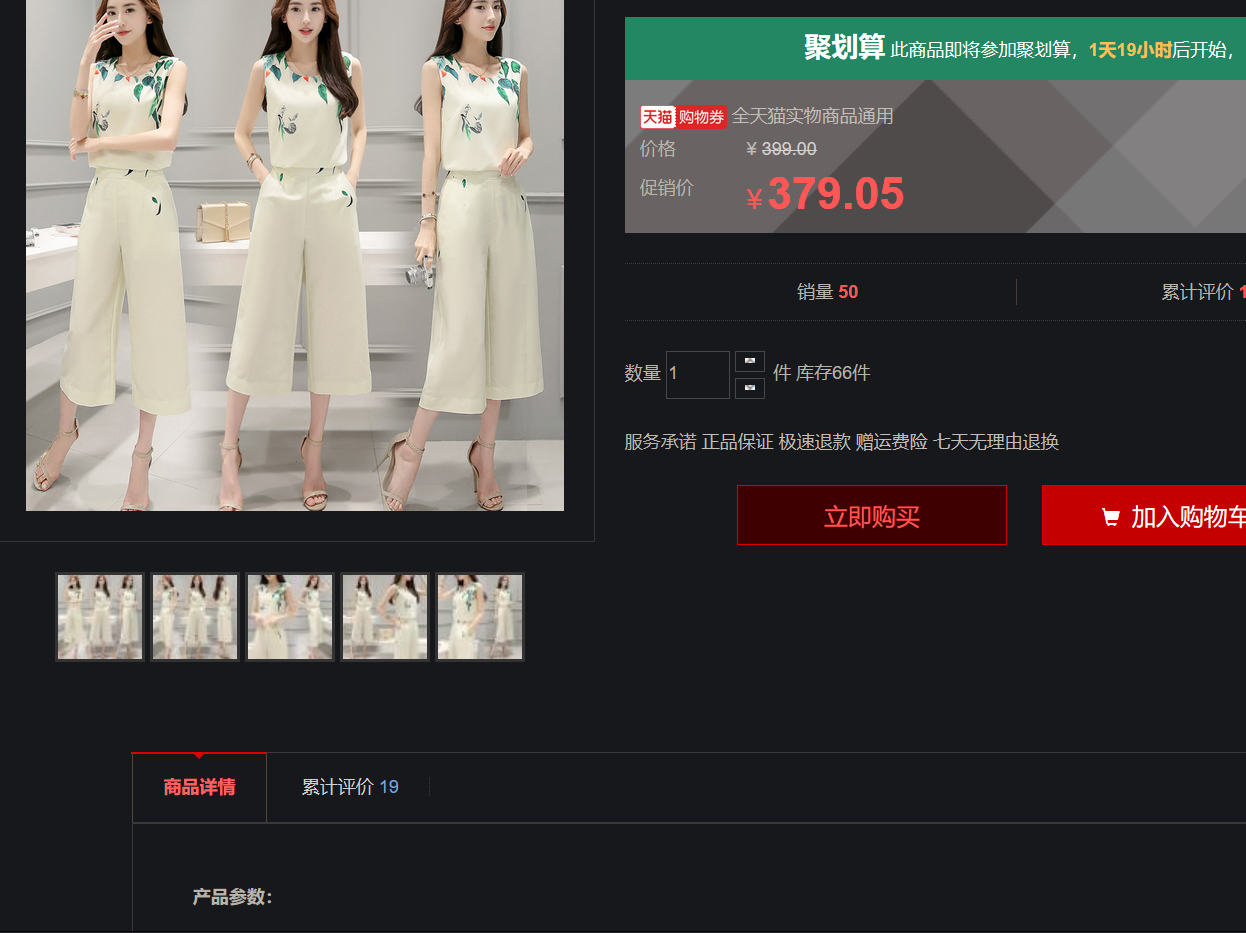 聚划算 此商品即将参加聚划算，1天19小时后开始，
天猫 购物券 全天猫实物商品通用
价格 ¥ 399.00
促销价 ¥ 379.05
销量 50
累计评价 1
数量 1 件 库存66件
服务承诺 正品保证 极速退款 赠运费险 七天无理由退换
立即购买
加入购物车
商品详情
累计评价 19
产品参数：